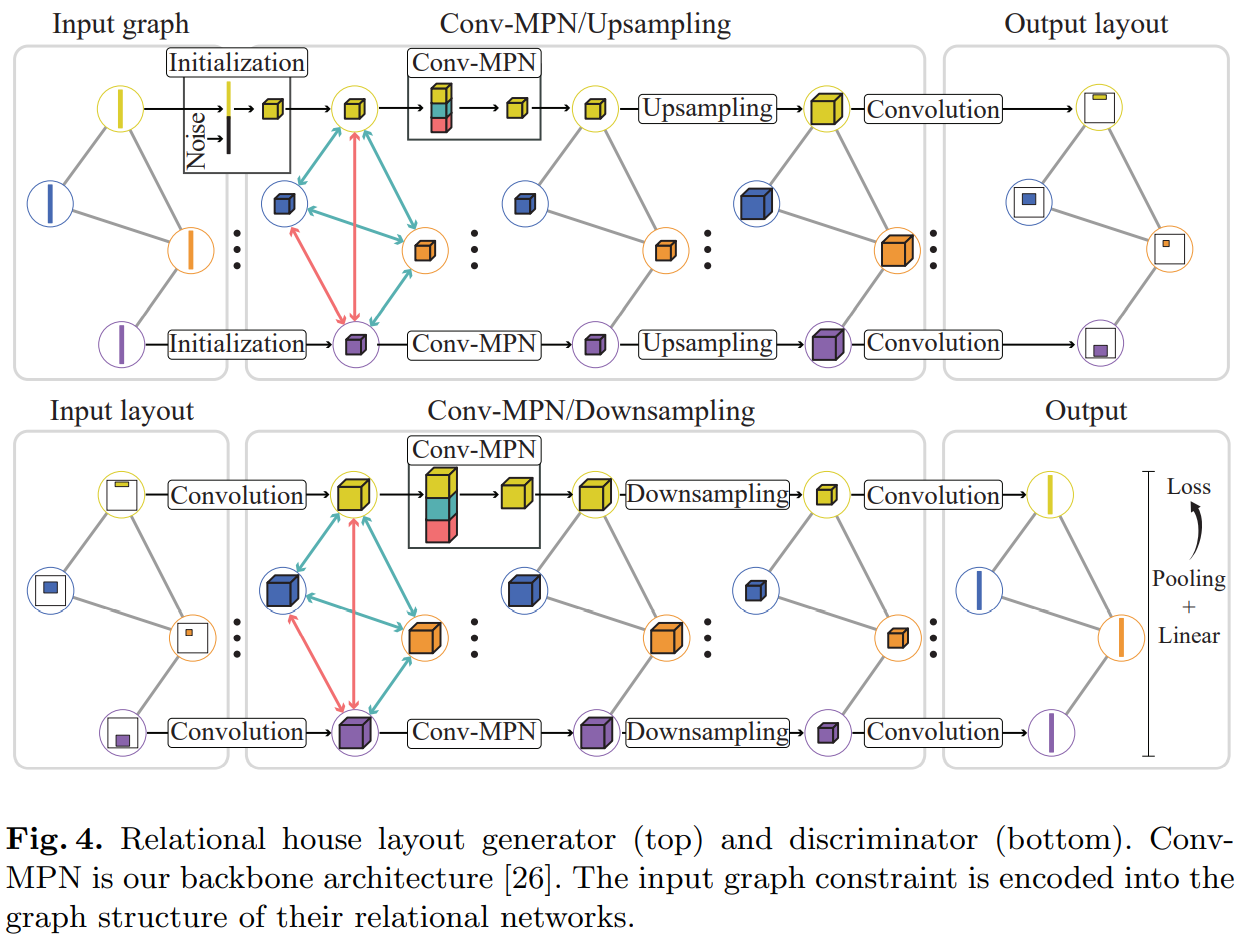 Input graph
Conv-MPN/Upsampling
Output layout
Initialization
Conv-MPN
Noise
Upsampling
Convolution
Initialization
Conv-MPN
Upsampling
Convolution
Input layout
Conv-MPN/Downsampling
Output
Conv-MPN
Convolution
Downsampling
Convolution
Loss
Pooling
+
Linear
Convolution
Conv-MPN
Downsampling
Convolution
Fig. 4. Relational house layout generator (top) and discriminator (bottom). Conv-
MPN is our backbone architecture [26]. The input graph constraint is encoded into the
graph structure of their relational networks.